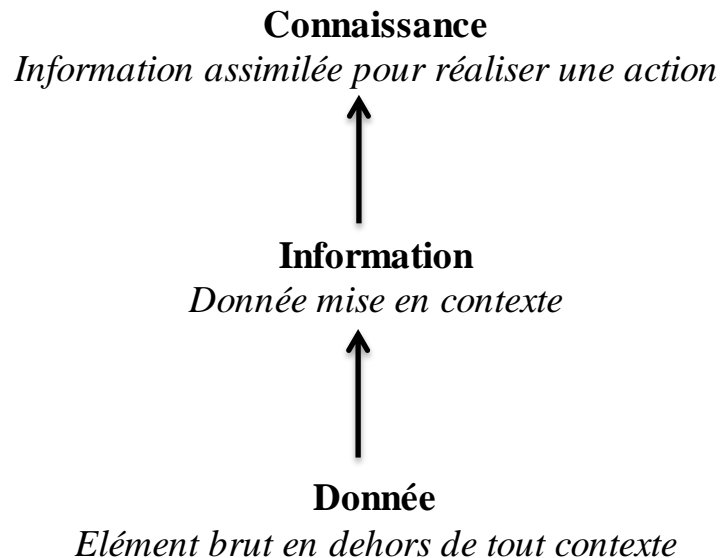 Connaissance
Information assimilée pour réaliser une action
Information
Donnée mise en contexte
Donnée
Elément brut en dehors de tout contexte